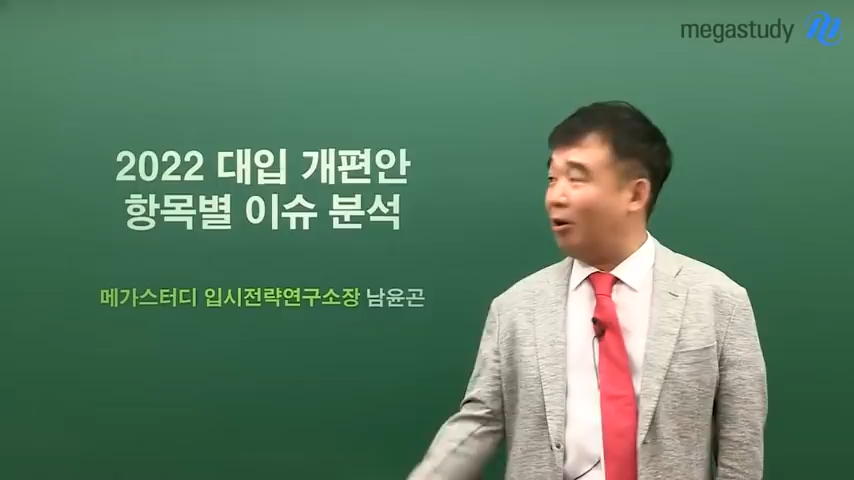 megastudy
2022 대입 개편안
항목별 이슈 분석
메가스터디 입시전략연구소장 남윤곤